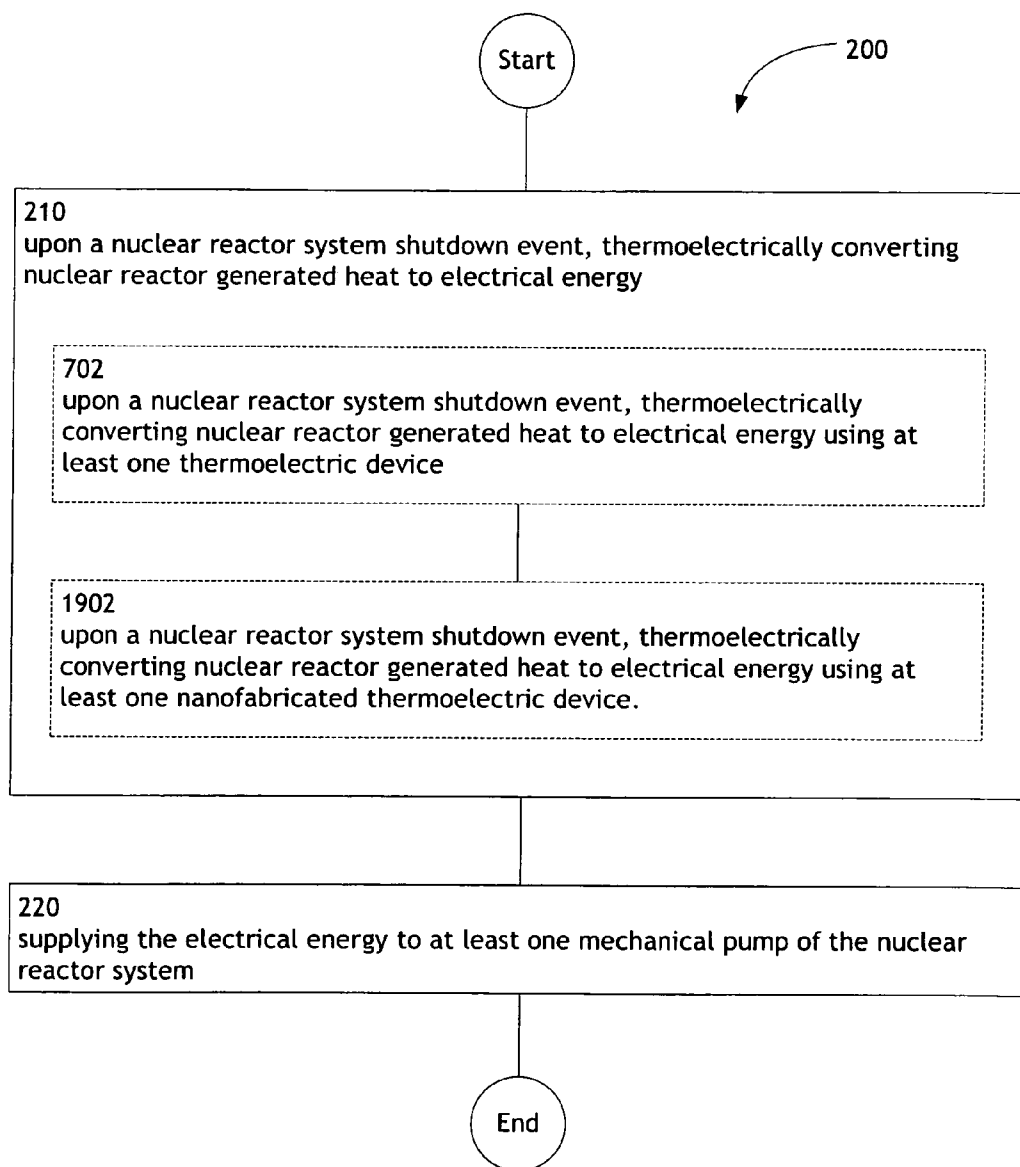 Start
200
210
upon a nuclear reactor system shutdown event, thermoelectrically converting
nuclear reactor generated heat to electrical energy
702
upon a nuclear reactor system shutdown event, thermoelectrically
converting nuclear reactor generated heat to electrical energy using at
least one thermoelectric device
1902
upon a nuclear reactor system shutdown event, thermoelectrically
converting nuclear reactor generated heat to electrical energy using at
least one nanofabricated thermoelectric device.
220
supplying the electrical energy to at least one mechanical pump of the nuclear
reactor system
End